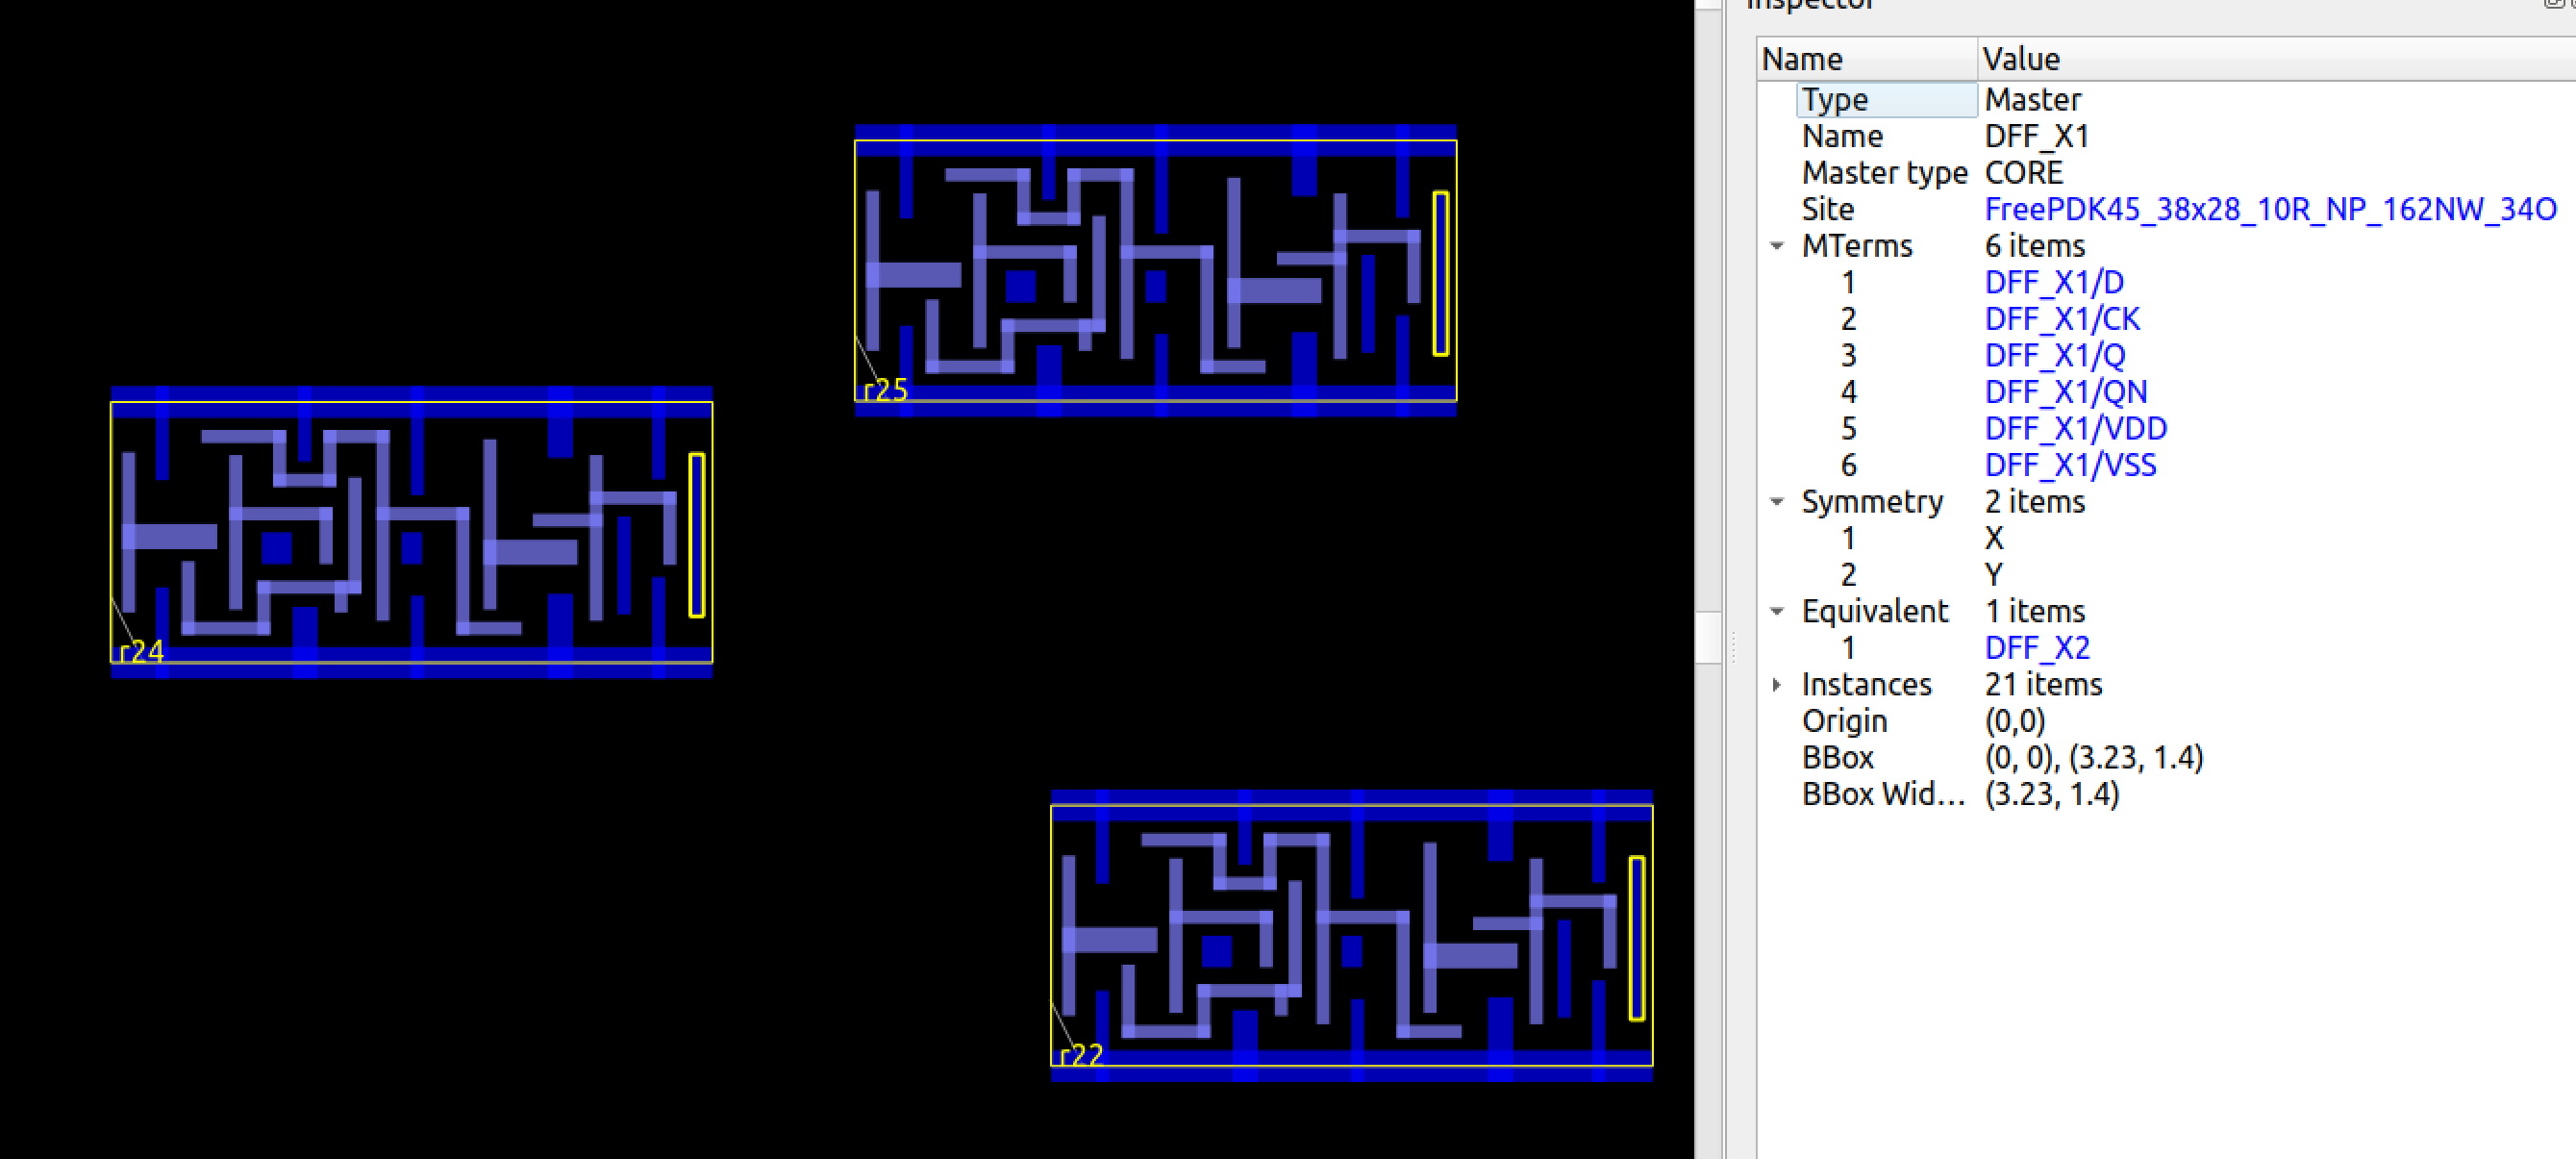 Inspector
Name Value
Type Master
Name DFF_X1
Master type CORE
Site FreePDK45_38x28_10R_NP_162NW_34O
MTerms 6 items
1 DFF_X1/D
2 DFF_X1/CK
3 DFF_X1/Q
4 DFF_X1/QN
5 DFF_X1/VDD
6 DFF_X1/VSS
Symmetry 2 items
1 X
2 Y
Equivalent 1 items
1 DFF_X2
Instances 21 items
Origin (0,0)
BBox (0, 0), (3.23, 1.4)
BBox Wid... (3.23, 1.4)
r25
r24
r22